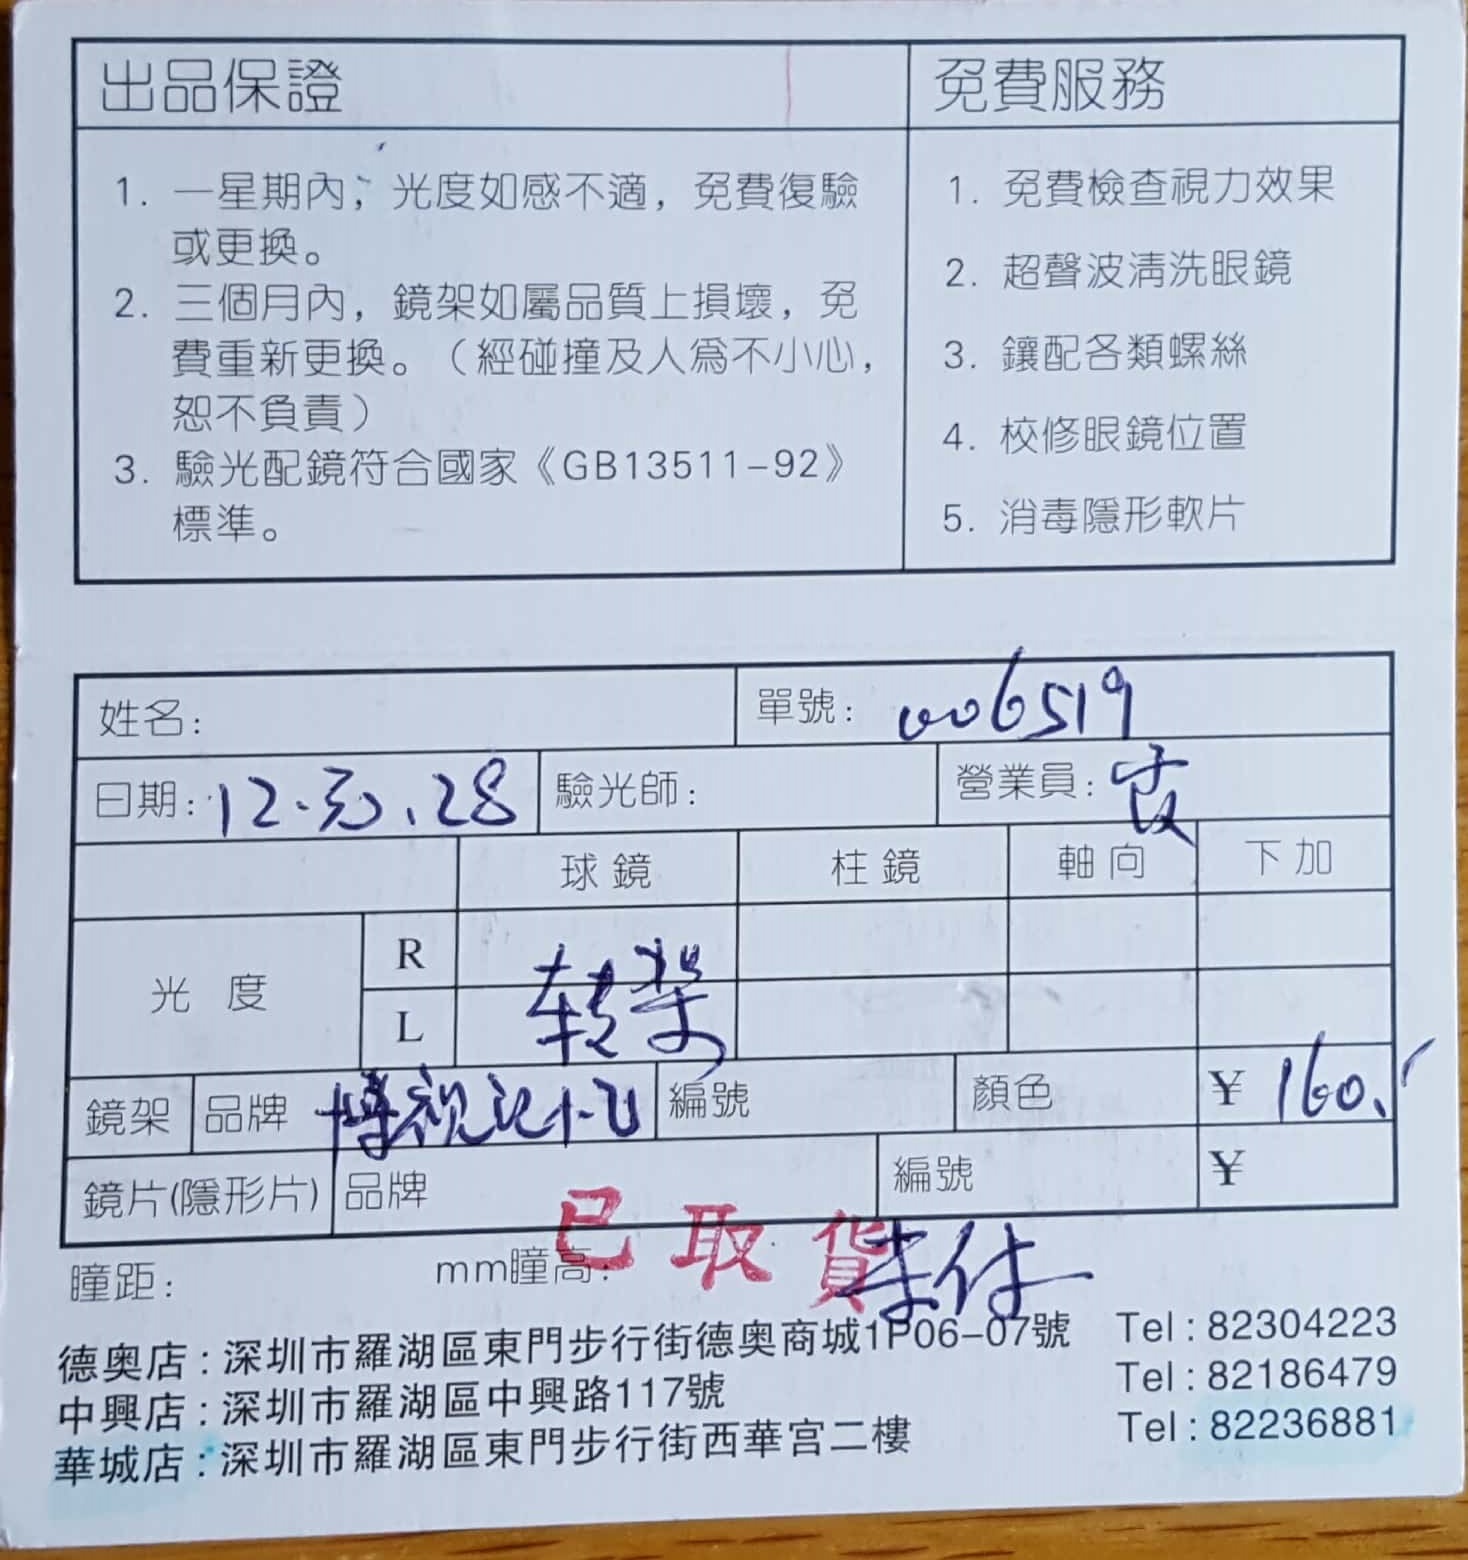 出品保證
1. 一星期內，光度如感不適，免費復驗
或更換。
2. 三個月內，鏡架如屬品質上損壞，免
費重新更換。（經碰撞及人為不小心，
恕不負責）
3. 驗光配鏡符合國家《GB13511-92》
標準。
免費服務
1. 免費檢查視力效果
2. 超聲波清洗眼鏡
3. 鑲配各類螺絲
4. 校修眼鏡位置
5. 消毒隱形軟片
姓名:
單號: 006519
日期: 12. .28
驗光師:
營業員:
球鏡 柱鏡 軸向 下加
光度
R
L
转架
鏡架 品牌 博视 編號 顏色 ¥ 160.
鏡片(隱形片) 品牌 編號 ¥
已取貨
瞳距: mm瞳高:
德奧店:深圳市羅湖區東門步行街德奧商城1P06-07號 Tel:82304223
中興店:深圳市羅湖區中興路117號 Tel:82186479
華城店:深圳市羅湖區東門步行街西華宮二樓 Tel:82236881